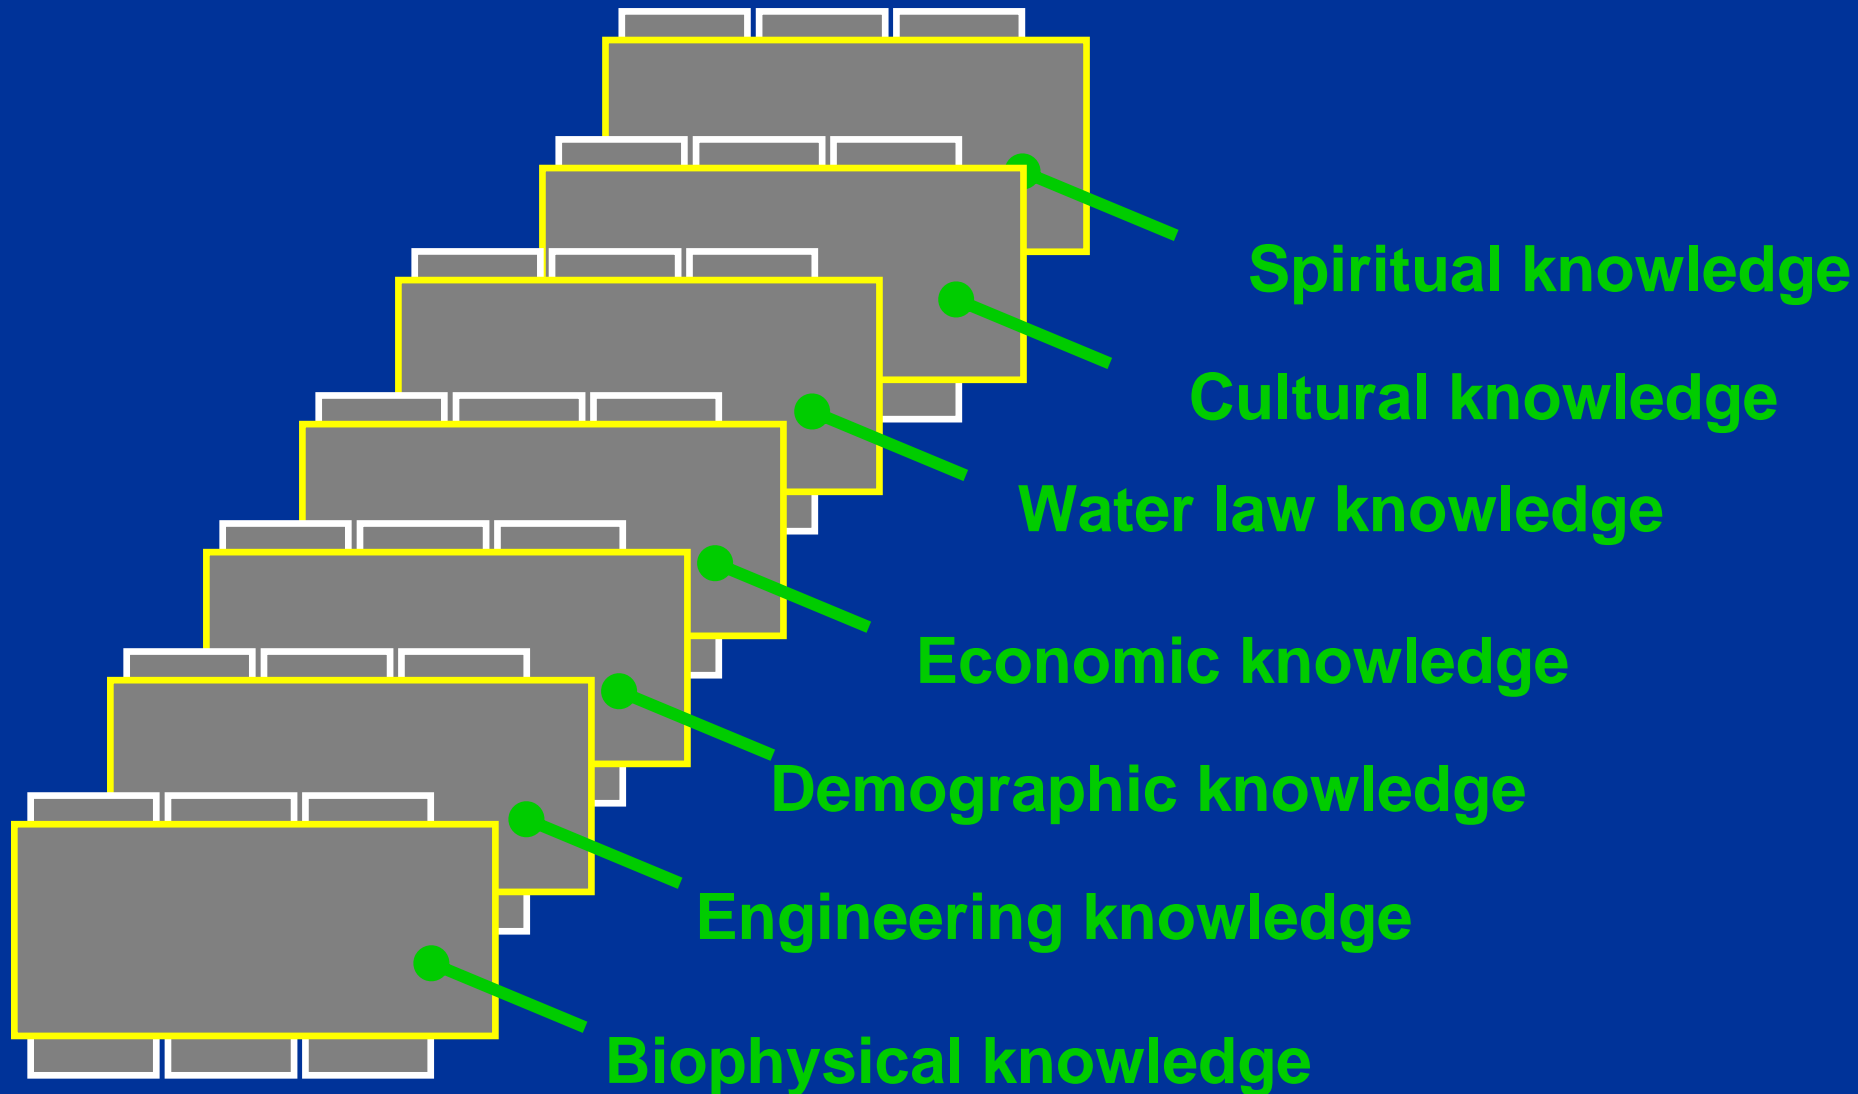 Spiritual knowledge
Cultural knowledge
Water law knowledge
Economic knowledge
Demographic knowledge
Engineering knowledge
Biophysical knowledge